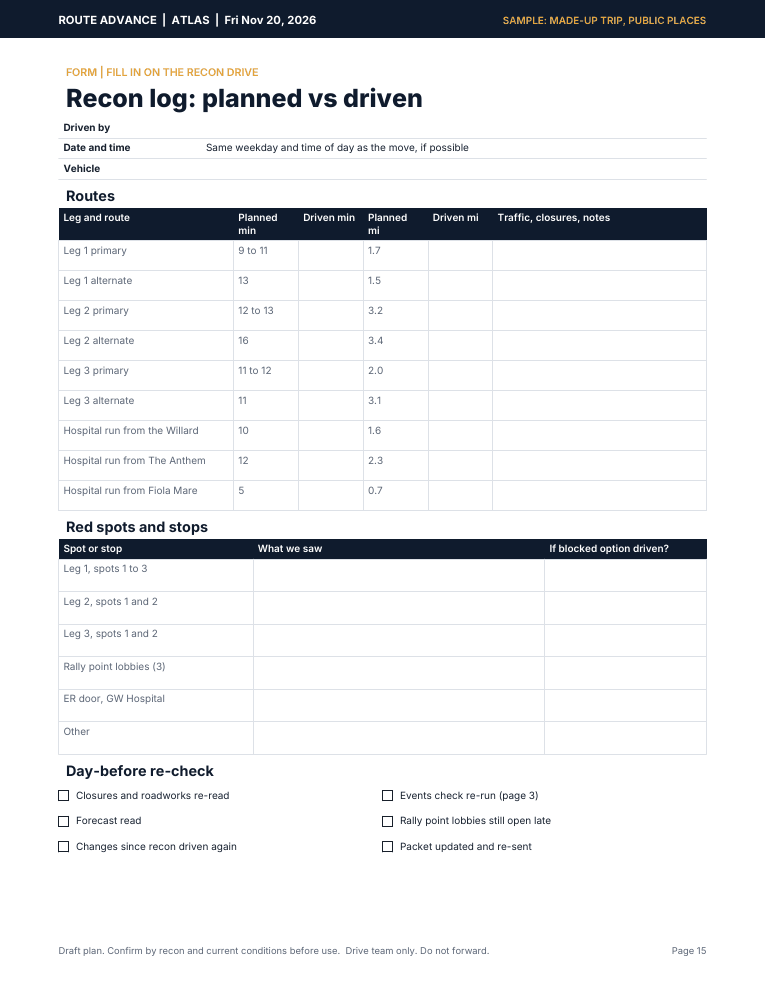 ROUTE ADVANCE | ATLAS | Fri Nov 20, 2026
SAMPLE: MADE-UP TRIP, PUBLIC PLACES
FORM | FILL IN ON THE RECON DRIVE
Recon log: planned vs driven
Driven by
Date and time Same weekday and time of day as the move, if possible
Vehicle
Routes
Leg and route Planned min Driven min Planned mi Driven mi Traffic, closures, notes
Leg 1 primary 9 to 11 1.7
Leg 1 alternate 13 1.5
Leg 2 primary 12 to 13 3.2
Leg 2 alternate 16 3.4
Leg 3 primary 11 to 12 2.0
Leg 3 alternate 11 3.1
Hospital run from the Willard 10 1.6
Hospital run from The Anthem 12 2.3
Hospital run from Fiola Mare 5 0.7
Red spots and stops
Spot or stop What we saw If blocked option driven?
Leg 1, spots 1 to 3
Leg 2, spots 1 and 2
Leg 3, spots 1 and 2
Rally point lobbies (3)
ER door, GW Hospital
Other
Day-before re-check
Closures and roadworks re-read Events check re-run (page 3)
Forecast read Rally point lobbies still open late
Changes since recon driven again Packet updated and re-sent
Draft plan. Confirm by recon and current conditions before use. Drive team only. Do not forward. Page 15